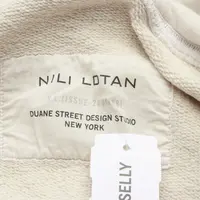 NILI LOTAN
DUANE STREET DESIGN STUDIO
NEW YORK
SELLY